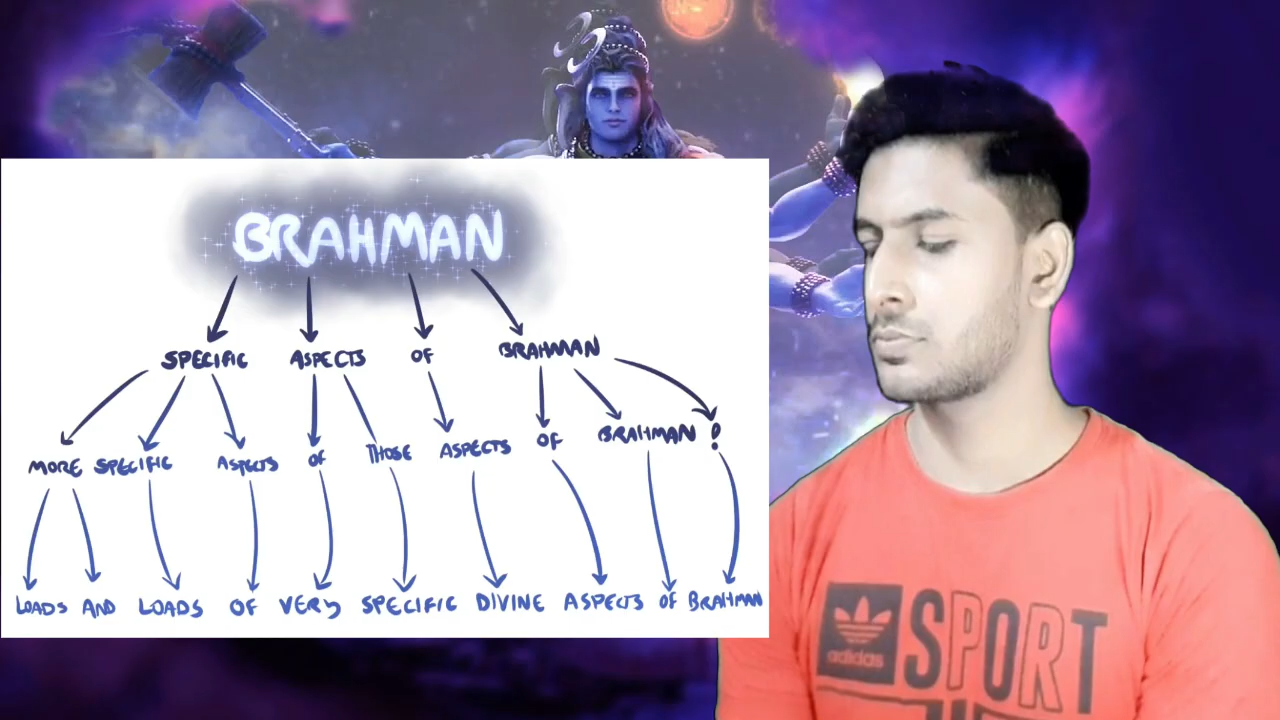 BRAHMAN
SPECIFIC ASPECTS OF BRAHMAN
MORE SPECIFIC ASPECTS OF THOSE ASPECTS OF BRAHMAN!
LOADS AND LOADS OF VERY SPECIFIC DIVINE ASPECTS OF BRAHMAN
adidas
SPORT